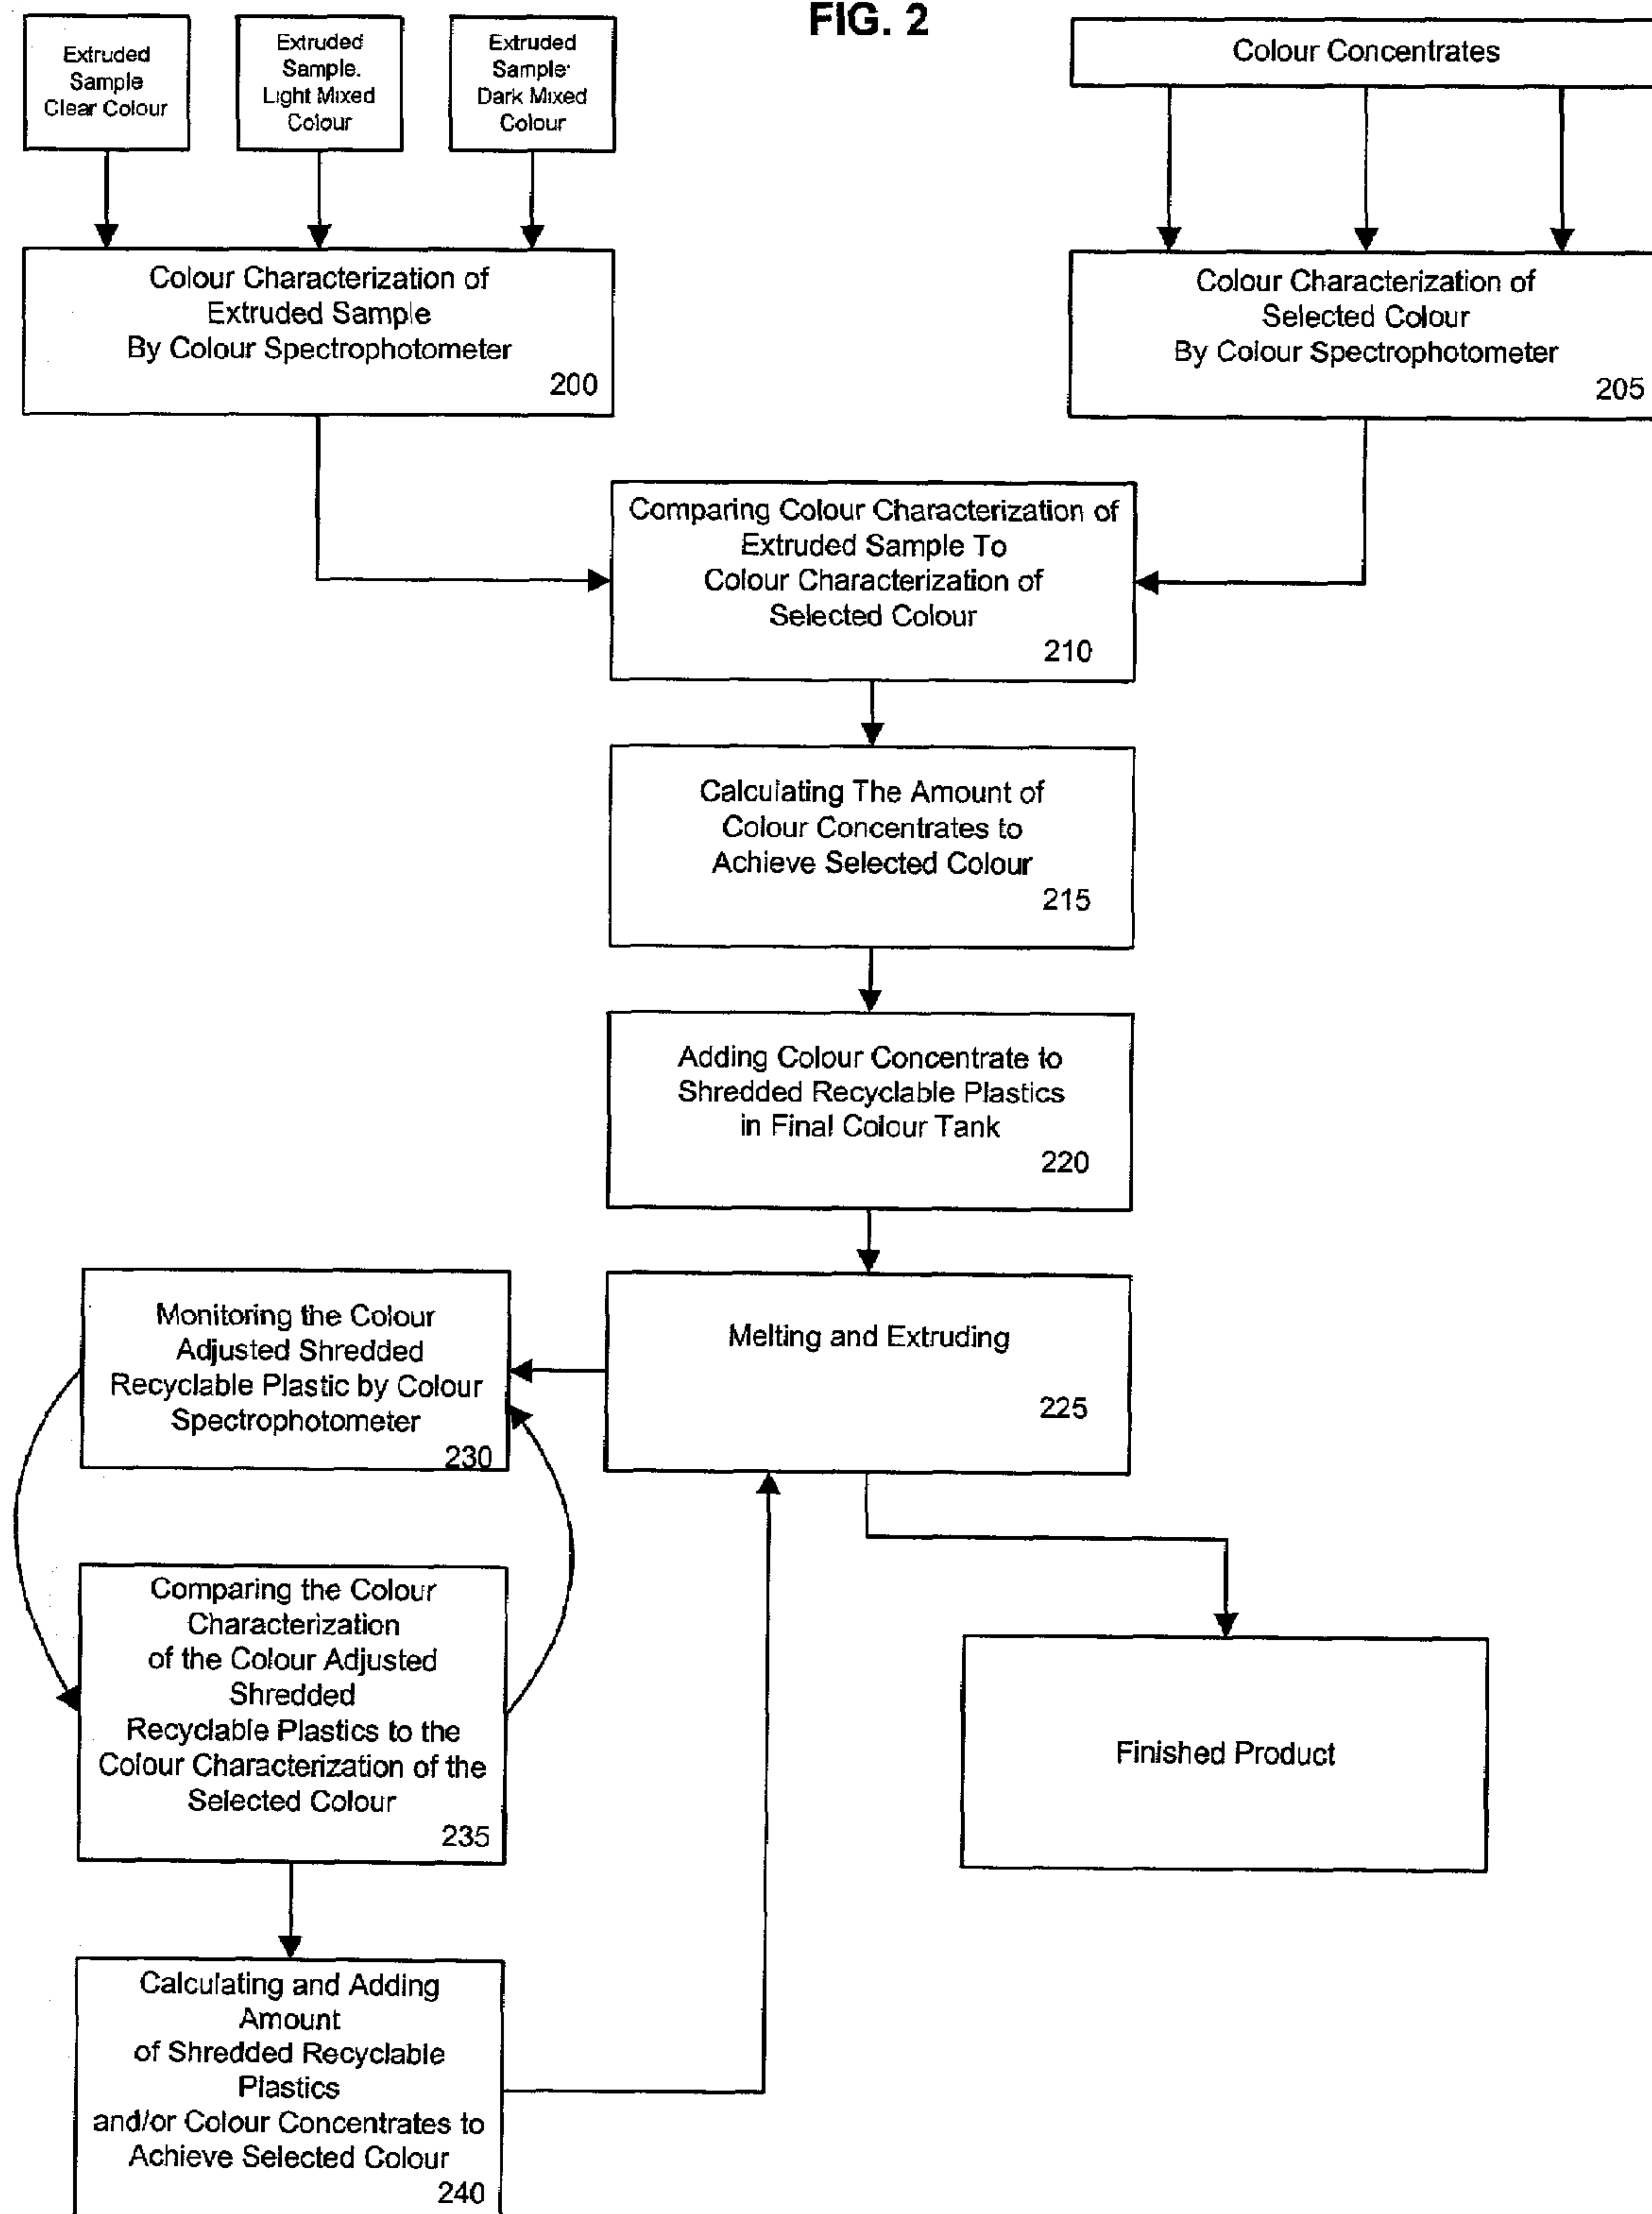 FIG. 2
Extruded
Sample
Clear Colour
Extruded
Sample.
Light Mixed
Colour
Extruded
Sample:
Dark Mixed
Colour
Colour Concentrates
Colour Characterization of
Extruded Sample
By Colour Spectrophotometer
200
Colour Characterization of
Selected Colour
By Colour Spectrophotometer
205
Comparing Colour Characterization of
Extruded Sample To
Colour Characterization of
Selected Colour
210
Calculating The Amount of
Colour Concentrates to
Achieve Selected Colour
215
Adding Colour Concentrate to
Shredded Recyclable Plastics
in Final Colour Tank
220
Melting and Extruding
225
Monitoring the Colour
Adjusted Shredded
Recyclable Plastic by Colour
Spectrophotometer
230
Comparing the Colour
Characterization
of the Colour Adjusted
Shredded
Recyclable Plastics to the
Colour Characterization of the
Selected Colour
235
Finished Product
Calculating and Adding
Amount
of Shredded Recyclable
Plastics
and/or Colour Concentrates to
Achieve Selected Colour
240